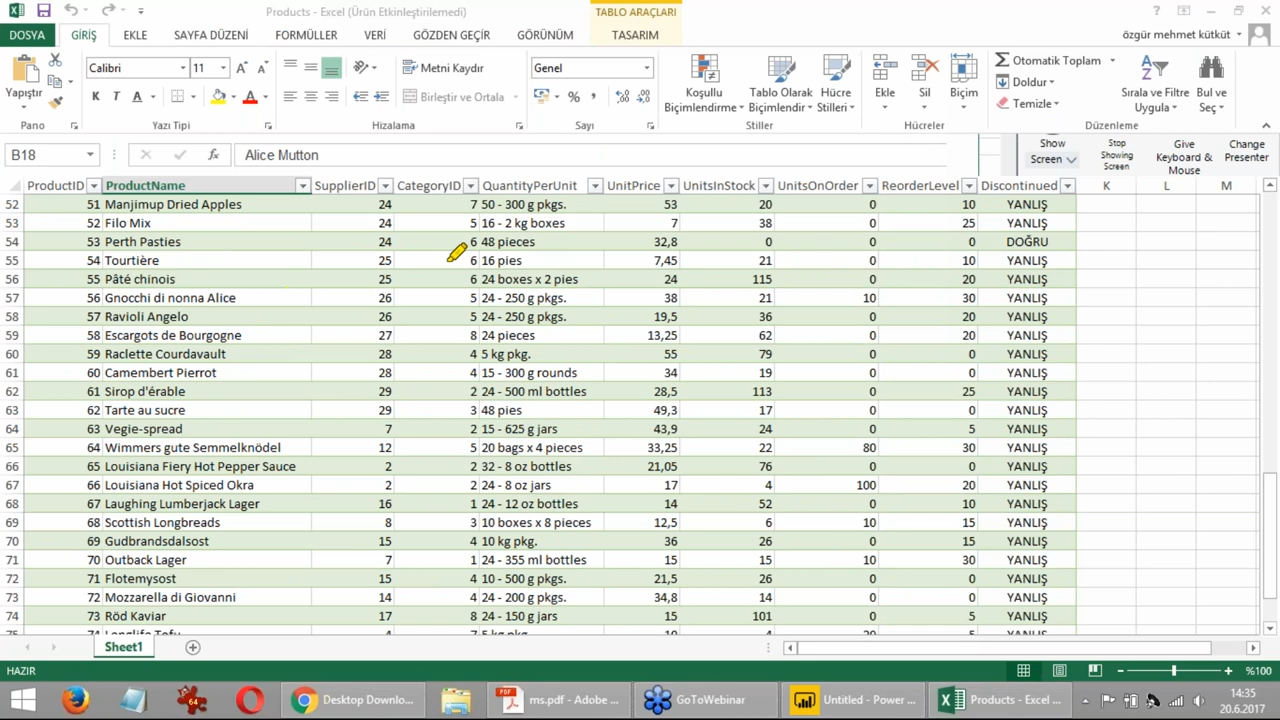 Products - Excel (Ürün Etkinleştirilemedi)
TABLO ARAÇLARI
DOSYA GİRİŞ EKLE SAYFA DÜZENİ FORMÜLLER VERİ GÖZDEN GEÇİR GÖRÜNÜM TASARIM özgür mehmet kütküt
Yapıştır
Calibri 11
K T A
Metni Kaydır
Birleştir ve Ortala
Genel
Koşullu Biçimlendirme
Tablo Olarak Biçimlendir
Hücre Stilleri
Ekle
Sil
Biçim
Otomatik Toplam
Doldur
Temizle
Sırala ve Filtre Uygula
Bul ve Seç
Pano Yazı Tipi Hizalama Sayı Stiller Hücreler Düzenleme
Show Screen
Stop Showing Screen
Give Keyboard & Mouse
Change Presenter
B18 fx Alice Mutton
ProductID ProductName SupplierID CategoryID QuantityPerUnit UnitPrice UnitsInStock UnitsOnOrder ReorderLevel Discontinued K L M
52 51 Manjimup Dried Apples 24 7 50 - 300 g pkgs. 53 20 0 10 YANLIŞ
53 52 Filo Mix 24 5 16 - 2 kg boxes 7 38 0 25 YANLIŞ
54 53 Perth Pasties 24 6 48 pieces 32,8 0 0 0 DOĞRU
55 54 Tourtière 25 6 16 pies 7,45 21 0 10 YANLIŞ
56 55 Pâté chinois 25 6 24 boxes x 2 pies 24 115 0 20 YANLIŞ
57 56 Gnocchi di nonna Alice 26 5 24 - 250 g pkgs. 38 21 10 30 YANLIŞ
58 57 Ravioli Angelo 26 5 24 - 250 g pkgs. 19,5 36 0 20 YANLIŞ
59 58 Escargots de Bourgogne 27 8 24 pieces 13,25 62 0 20 YANLIŞ
60 59 Raclette Courdavault 28 4 5 kg pkg. 55 79 0 0 YANLIŞ
61 60 Camembert Pierrot 28 4 15 - 300 g rounds 34 19 0 0 YANLIŞ
62 61 Sirop d'érable 29 2 24 - 500 ml bottles 28,5 113 0 25 YANLIŞ
63 62 Tarte au sucre 29 3 48 pies 49,3 17 0 0 YANLIŞ
64 63 Vegie-spread 7 2 15 - 625 g jars 43,9 24 0 5 YANLIŞ
65 64 Wimmers gute Semmelknödel 12 5 20 bags x 4 pieces 33,25 22 80 30 YANLIŞ
66 65 Louisiana Fiery Hot Pepper Sauce 2 2 32 - 8 oz bottles 21,05 76 0 0 YANLIŞ
67 66 Louisiana Hot Spiced Okra 2 2 24 - 8 oz jars 17 4 100 20 YANLIŞ
68 67 Laughing Lumberjack Lager 16 1 24 - 12 oz bottles 14 52 0 10 YANLIŞ
69 68 Scottish Longbreads 8 3 10 boxes x 8 pieces 12,5 6 10 15 YANLIŞ
70 69 Gudbrandsdalsost 15 4 10 kg pkg. 36 26 0 15 YANLIŞ
71 70 Outback Lager 7 1 24 - 355 ml bottles 15 15 10 30 YANLIŞ
72 71 Flotemysost 15 4 10 - 500 g pkgs. 21,5 26 0 0 YANLIŞ
73 72 Mozzarella di Giovanni 14 4 24 - 200 g pkgs. 34,8 14 0 0 YANLIŞ
74 73 Röd Kaviar 17 8 24 - 150 g jars 15 101 0 5 YANLIŞ
75 74 Longlife Tofu 4 7 5 kg pkg. 10 4 20 5 YANLIŞ
Sheet1
HAZIR %100
64 Desktop Downlo... ms.pdf - Adobe ... GoToWebinar Untitled - Power ... Products - Excel ... 14:35
20.6.2017